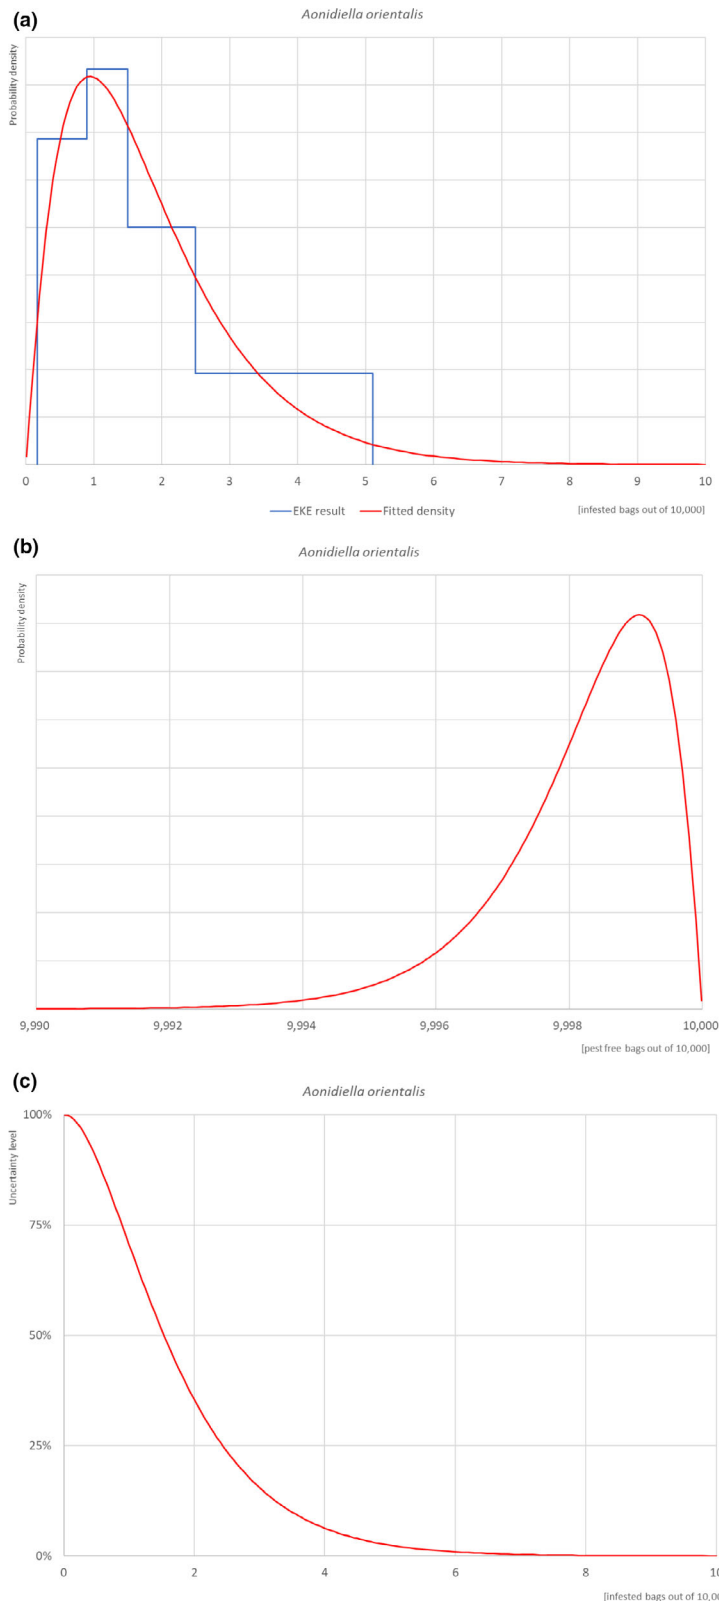 (a)
Aonidiella orientalis
Probability density
0 1 2 3 4 5 6 7 8 9 10
EKE result Fitted density [infested bags out of 10,000]
(b)
Aonidiella orientalis
Probability density
9,990 9,992 9,994 9,996 9,998 10,000
[pest free bags out of 10,000]
(c)
Aonidiella orientalis
Uncertainty level
100%
75%
50%
25%
0%
0 2 4 6 8 10
[infested bags out of 10,00